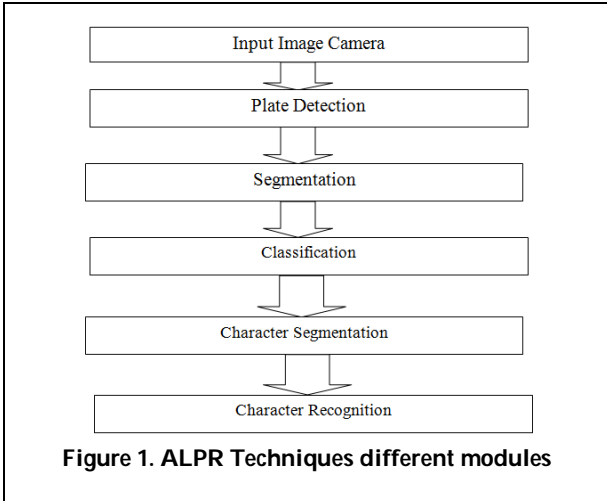 Input Image Camera
Plate Detection
Segmentation
Classification
Character Segmentation
Character Recognition
Figure 1. ALPR Techniques different modules